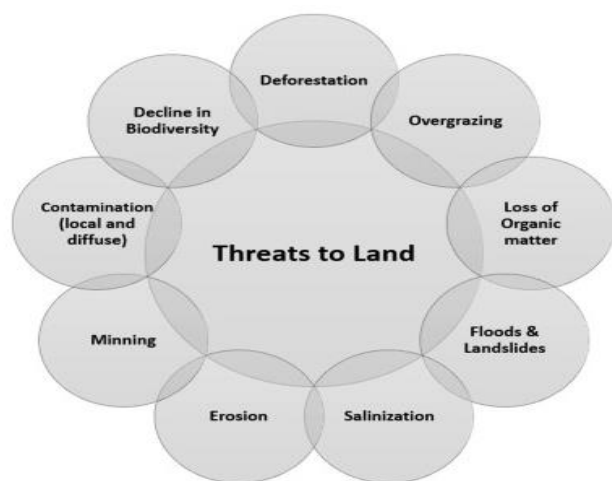 Deforestation
Overgrazing
Loss of
Organic
matter
Floods &
Landslides
Salinization
Erosion
Minning
Contamination
(local and
diffuse)
Decline in
Biodiversity
Threats to Land